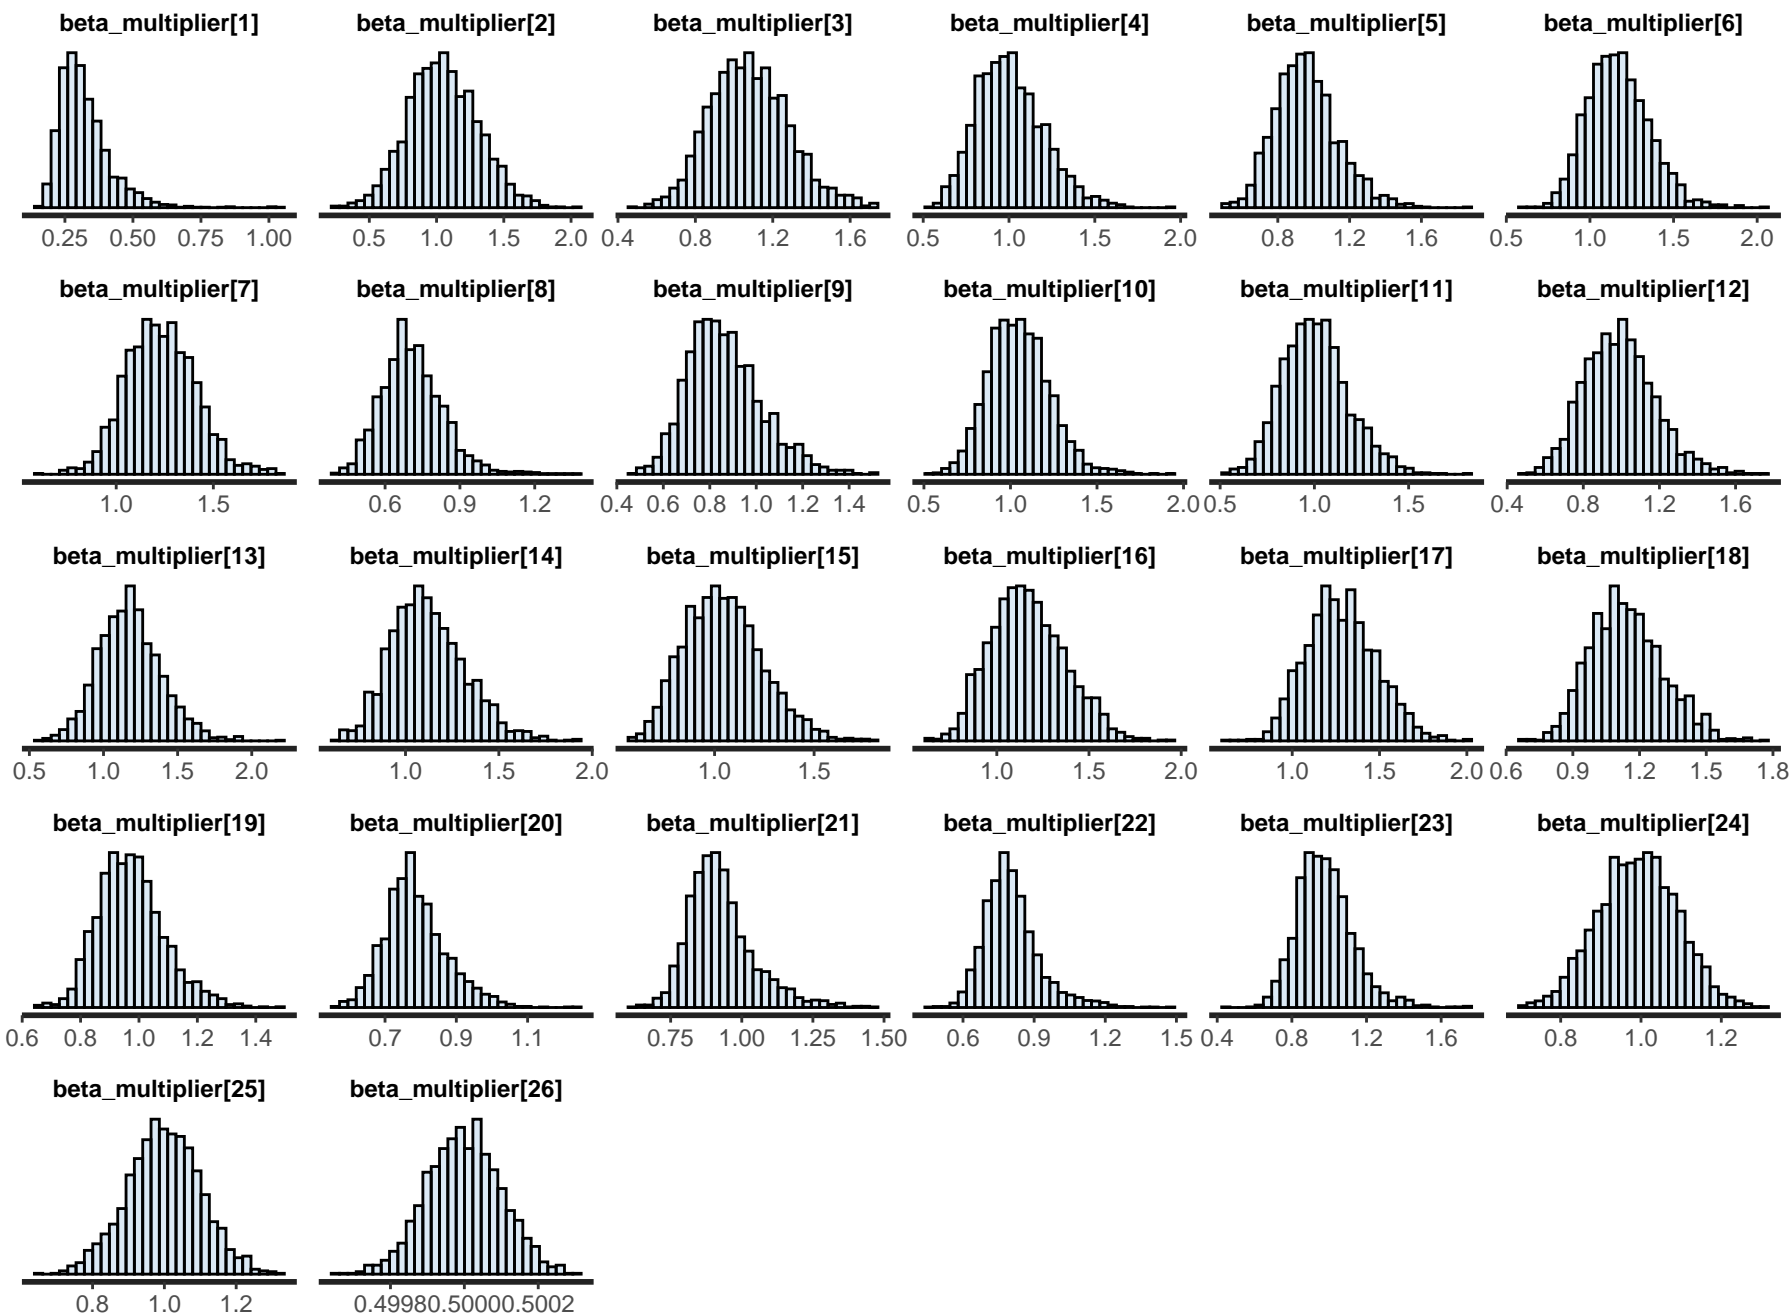 beta_multiplier[1] beta_multiplier[2] beta_multiplier[3] beta_multiplier[4] beta_multiplier[5] beta_multiplier[6]
0.25 0.50 0.75 1.00 0.5 1.0 1.5 2.0 0.4 0.8 1.2 1.6 0.5 1.0 1.5 2.0 0.8 1.2 1.6 0.5 1.0 1.5 2.0
beta_multiplier[7] beta_multiplier[8] beta_multiplier[9] beta_multiplier[10] beta_multiplier[11] beta_multiplier[12]
1.0 1.5 0.6 0.9 1.2 0.4 0.6 0.8 1.0 1.2 1.4 0.5 1.0 1.5 2.0 0.5 1.0 1.5 0.4 0.8 1.2 1.6
beta_multiplier[13] beta_multiplier[14] beta_multiplier[15] beta_multiplier[16] beta_multiplier[17] beta_multiplier[18]
0.5 1.0 1.5 2.0 1.0 1.5 2.0 1.0 1.5 1.0 1.5 2.0 1.0 1.5 2.0 0.6 0.9 1.2 1.5 1.8
beta_multiplier[19] beta_multiplier[20] beta_multiplier[21] beta_multiplier[22] beta_multiplier[23] beta_multiplier[24]
0.6 0.8 1.0 1.2 1.4 0.7 0.9 1.1 0.75 1.00 1.25 1.50 0.6 0.9 1.2 1.5 0.4 0.8 1.2 1.6 0.8 1.0 1.2
beta_multiplier[25] beta_multiplier[26]
0.8 1.0 1.2 0.4998 0.5000 0.5002